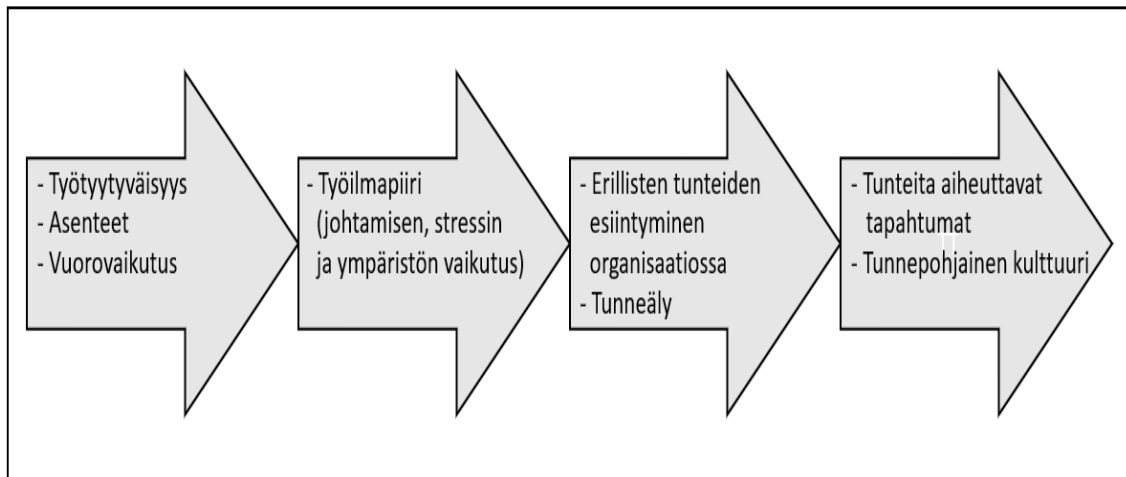 - Työtyytyväisyys
- Asenteet
- Vuorovaikutus
- Työilmapiiri
(johtamisen, stressin
ja ympäristön vaikutus)
- Erillisten tunteiden
esiintyminen
organisaatiossa
- Tunneäly
- Tunteita aiheuttavat
tapahtumat
- Tunnepohjainen kulttuuri